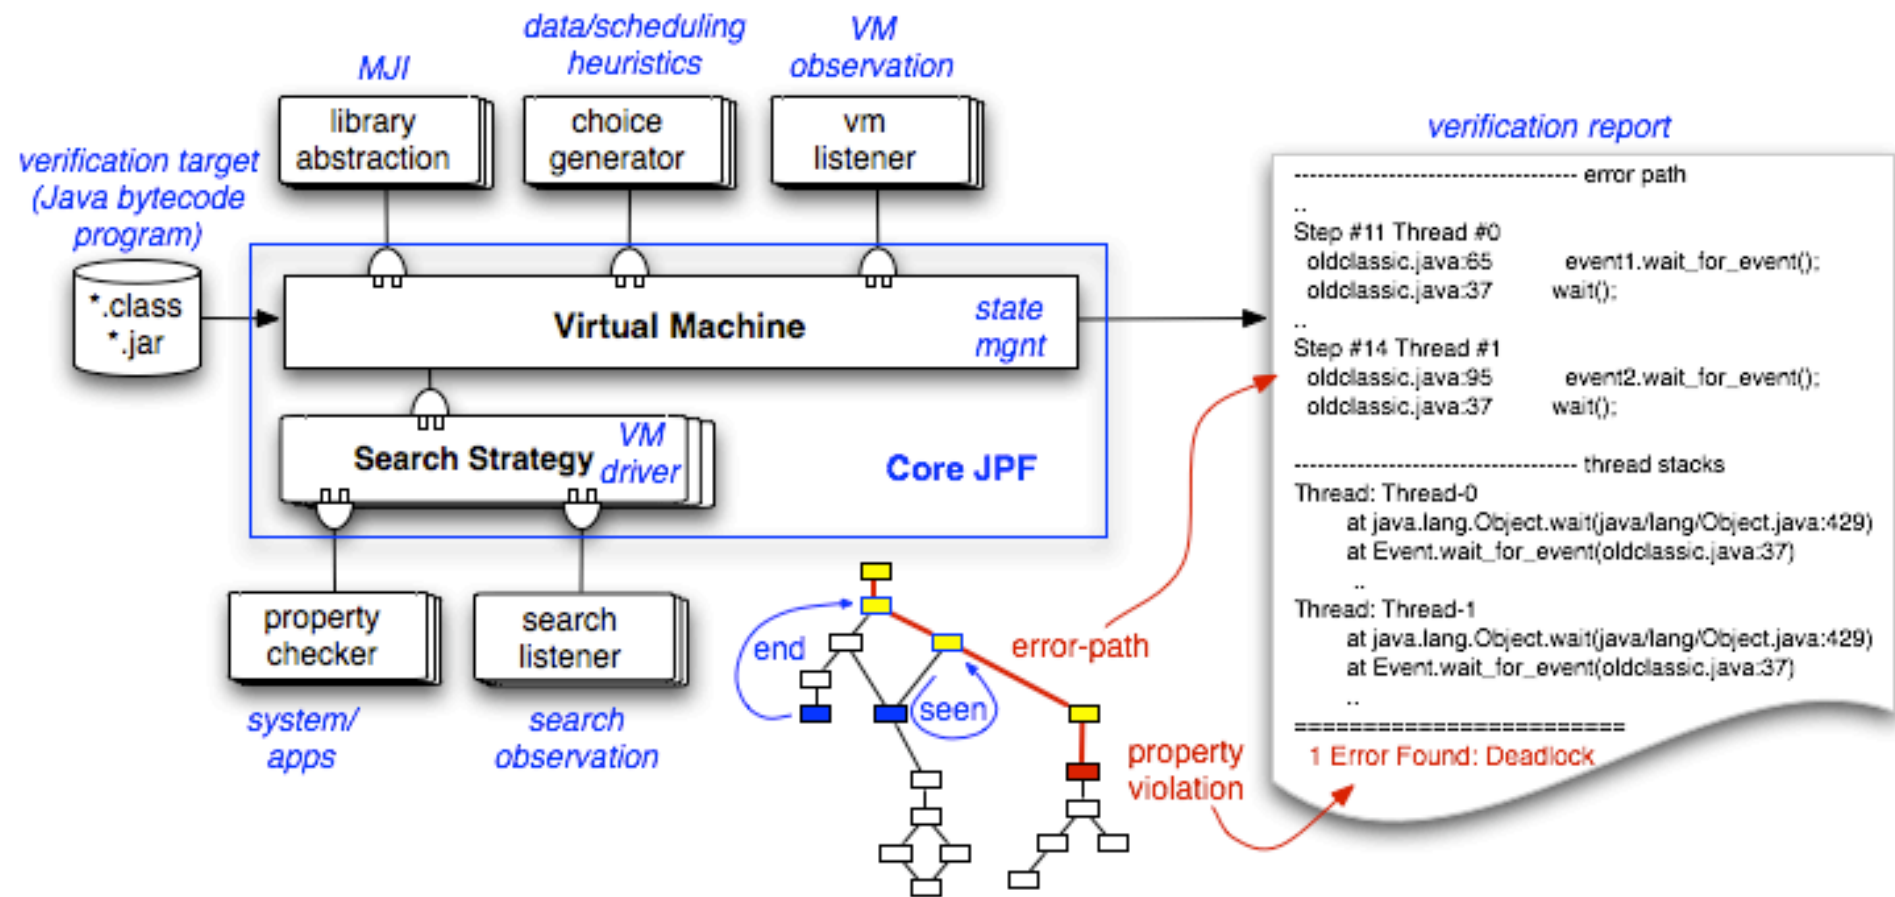 MJI
data/scheduling
heuristics
VM
observation
library
abstraction
choice
generator
vm
listener
verification target
(Java bytecode
program)
*.class
*.jar
Virtual Machine
state
mgnt
Search Strategy
VM
driver
Core JPF
property
checker
search
listener
system/
apps
search
observation
end
seen
error-path
property
violation
verification report
------------------------------------ error path
..
Step #11 Thread #0
oldclassic.java:65 event1.wait_for_event();
oldclassic.java:37 wait();
..
Step #14 Thread #1
oldclassic.java:95 event2.wait_for_event();
oldclassic.java:37 wait();
------------------------------------ thread stacks
Thread: Thread-0
at java.lang.Object.wait(java/lang/Object.java:429)
at Event.wait_for_event(oldclassic.java:37)
..
Thread: Thread-1
at java.lang.Object.wait(java/lang/Object.java:429)
at Event.wait_for_event(oldclassic.java:37)
..
========================
1 Error Found: Deadlock